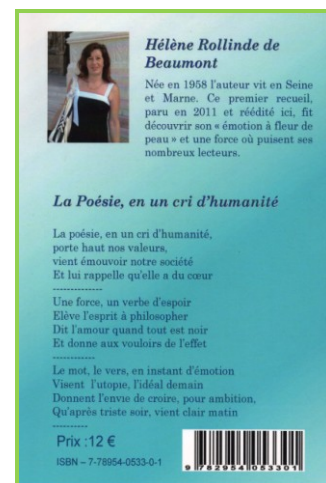 Hélène Rollinde de
Beaumont
Née en 1958 l'auteur vit en Seine
et Marne. Ce premier recueil,
paru en 2011 et réédité ici, fit
découvrir son « émotion à fleur de
peau » et une force où puisent ses
nombreux lecteurs.
La Poésie, en un cri d'humanité
La poésie, en un cri d'humanité,
porte haut nos valeurs,
vient émouvoir notre société
Et lui rappelle qu'elle a du cœur
-------------
Une force, un verbe d'espoir
Elève l'esprit à philosopher
Dit l'amour quand tout est noir
Et donne aux vouloirs de l'effet
------------
Le mot, le vers, en instant d'émotion
Visent l'utopie, l'idéal demain
Donnent l'envie de croire, pour ambition,
Qu'après triste soir, vient clair matin
----------
Prix :12 €
ISBN – 7-78954-0533-0-1
9 782954 053301